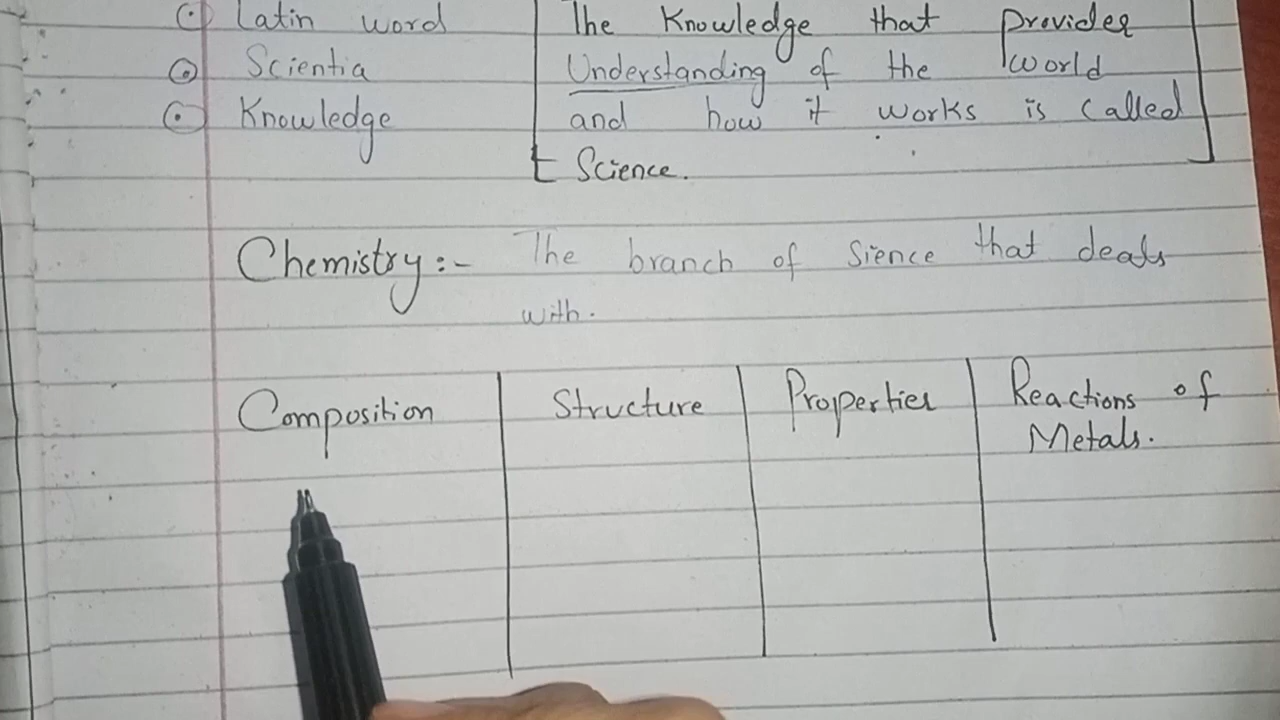 Latin word
Scientia
Knowledge
The Knowledge that provider
Understanding of the world
and how it works is called
Science.
Chemistry:- The branch of Sience that deals
with.
Composition
Structure
Properties
Reactions of
Metals.